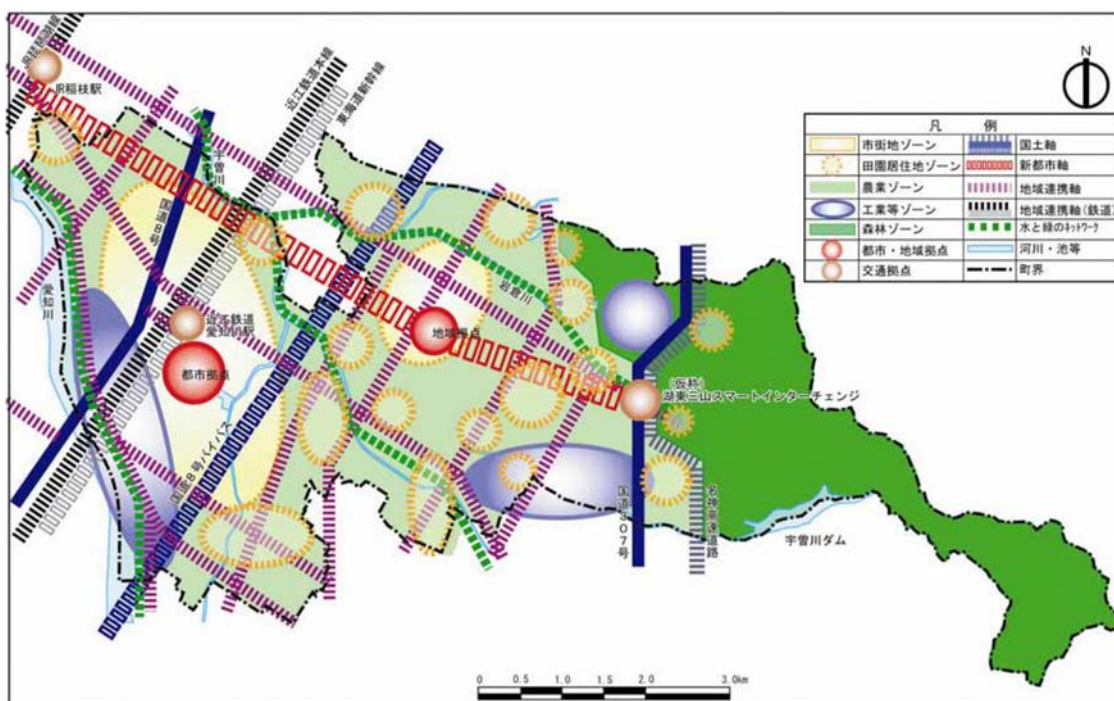 JR琵琶湖線
JR稲枝駅
近江鉄道本線
東海道新幹線
宇曽川
国道8号
愛知川
近江鉄道
愛知川駅
都市拠点
国道8号バイパス
地域拠点
岩倉川
(仮称)
湖東三山スマートインターチェンジ
国道307号
名神高速道路
宇曽川ダム
N
凡 例
市街地ゾーン
国土軸
田園居住地ゾーン
新都市軸
農業ゾーン
地域連携軸
工業等ゾーン
地域連携軸(鉄道)
森林ゾーン
水と緑のネットワーク
都市・地域拠点
河川・池等
交通拠点
町界
0 0.5 1.0 1.5 2.0 3.0km